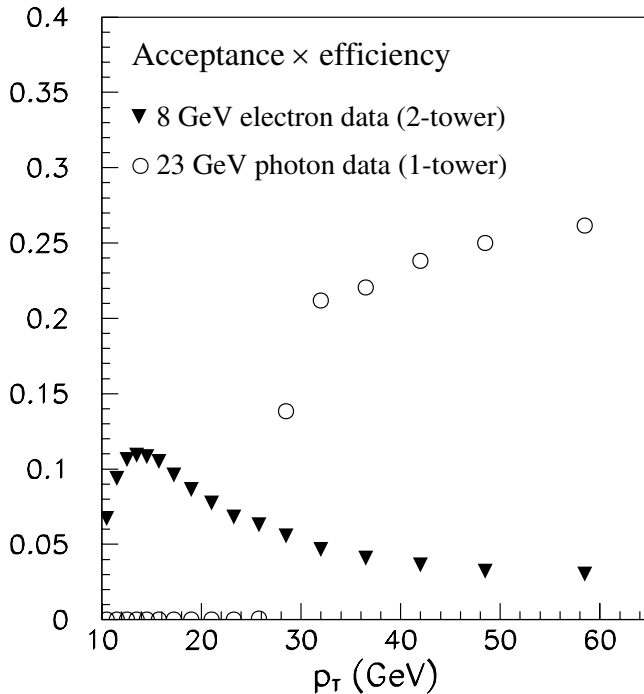 0.4
Acceptance × efficiency
0.35
8 GeV electron data (2-tower)
0.3
23 GeV photon data (1-tower)
0.25
0.2
0.15
0.1
0.05
0
10 20 30 40 50 60
p_T (GeV)